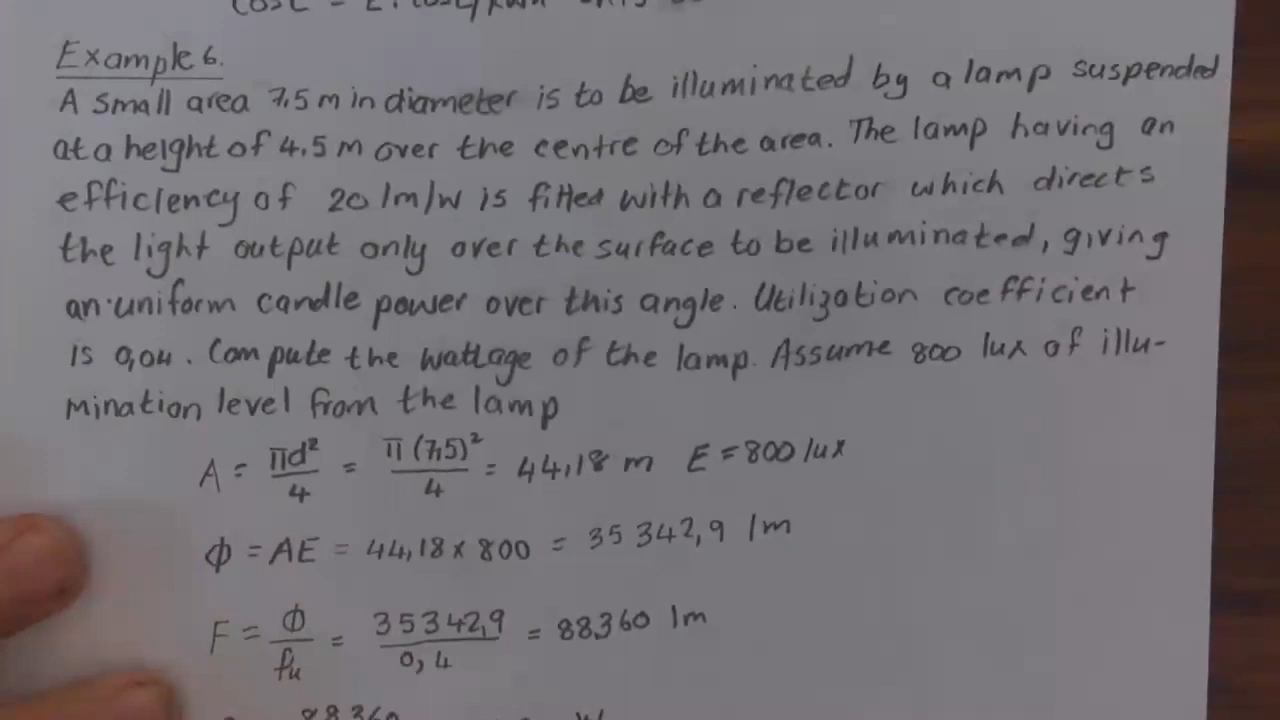 Example 6.
A small area 7,5 m in diameter is to be illuminated by a lamp suspended
at a height of 4.5 m over the centre of the area. The lamp having an
efficiency of 20 lm/w is fitted with a reflector which directs
the light output only over the surface to be illuminated, giving
an uniform candle power over this angle. Utilization coefficient
is 0,04. Compute the wattage of the lamp. Assume 800 lux of illu-
mination level from the lamp
A = πd²/4 = π(7,5)²/4 = 44,18 m E = 800 lux
ϕ = AE = 44,18 x 800 = 35 342,9 lm
F = ϕ/fu = 35342,9/0,4 = 88360 lm
88360 W